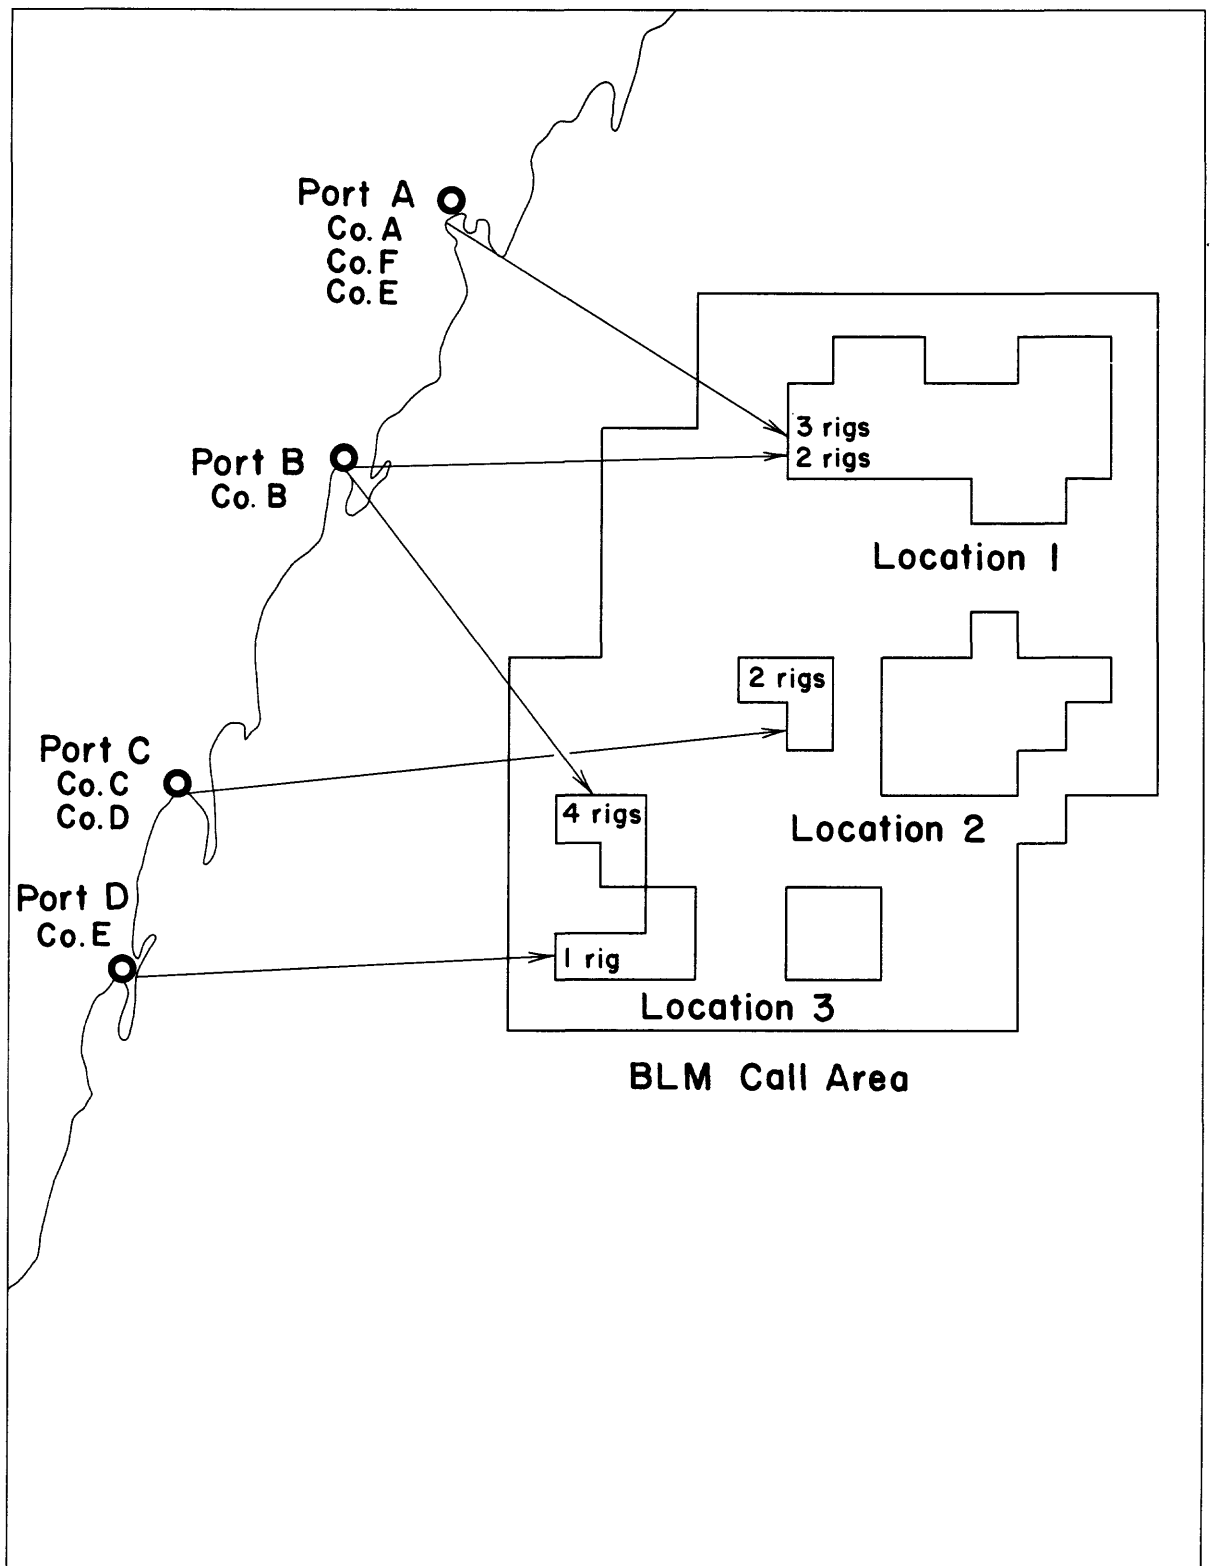 Port A
Co. A
Co. F
Co. E
3 rigs
2 rigs
Port B
Co. B
Location 1
2 rigs
Port C
Co. C
Co. D
4 rigs
Location 2
Port D
Co. E
1 rig
Location 3
BLM Call Area